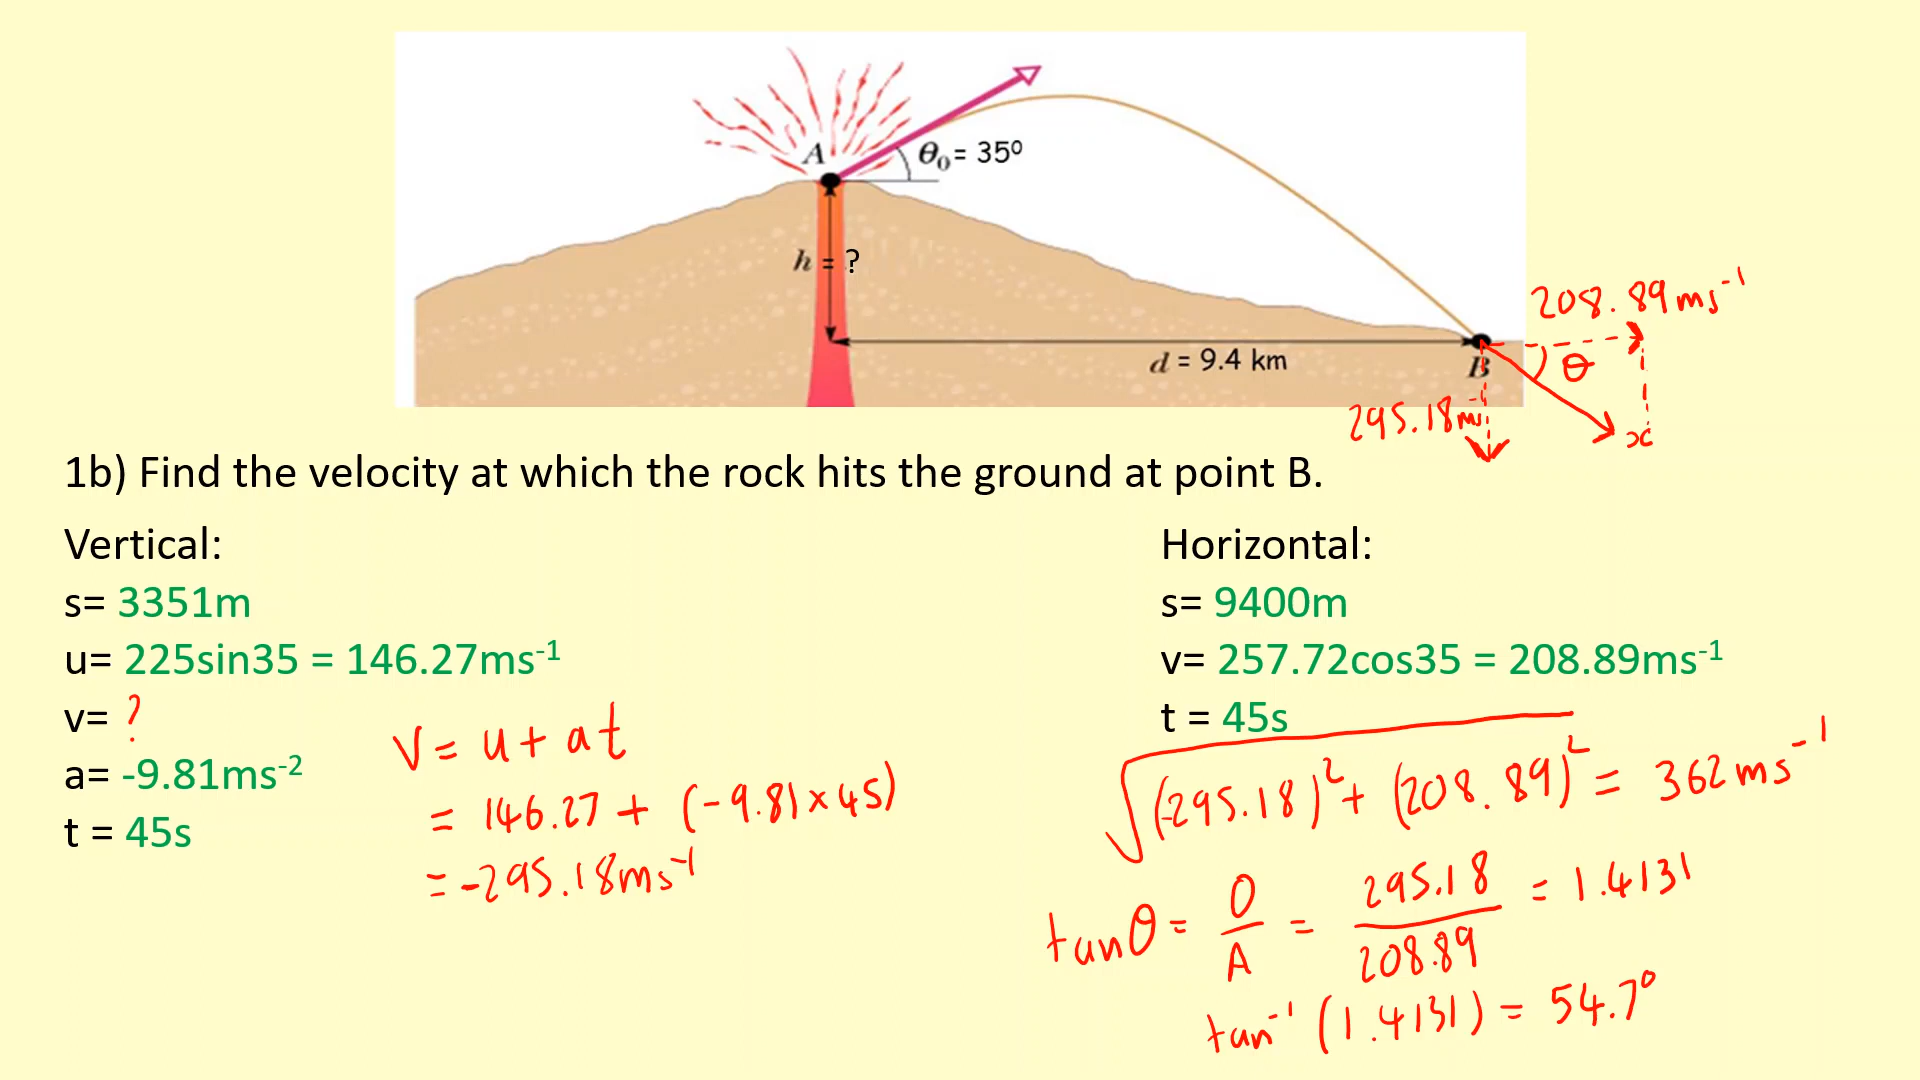 A
θ₀= 35⁰
h = ?
d = 9.4 km
B
208.89ms⁻¹
θ
295.18ms⁻¹
x
1b) Find the velocity at which the rock hits the ground at point B.
Vertical:
s= 3351m
u= 225sin35 = 146.27ms⁻¹
v= ?
a= -9.81ms⁻²
t = 45s
v = u + at
= 146.27 + (-9.81×45)
= -295.18ms⁻¹
Horizontal:
s= 9400m
v= 257.72cos35 = 208.89ms⁻¹
t = 45s
√(-295.18)² + (208.89)² = 362ms⁻¹
tanθ = O/A = 295.18/208.89 = 1.4131
tan⁻¹(1.4131) = 54.7⁰